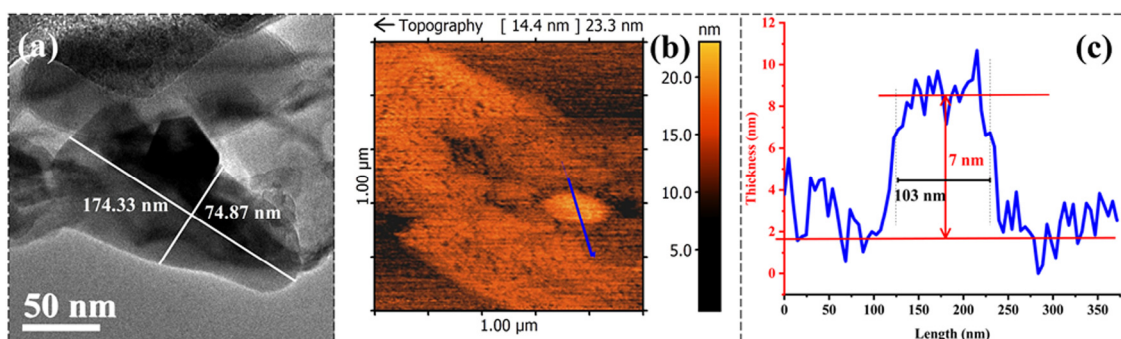 (a)
174.33 nm
74.87 nm
50 nm
← Topography [ 14.4 nm ] 23.3 nm
(b)
nm
20.0
15.0
10.0
5.0
1.00 µm
1.00 µm
(c)
Thickness (nm)
12
10
8
6
4
2
0
7 nm
103 nm
0 50 100 150 200 250 300 350
Length (nm)